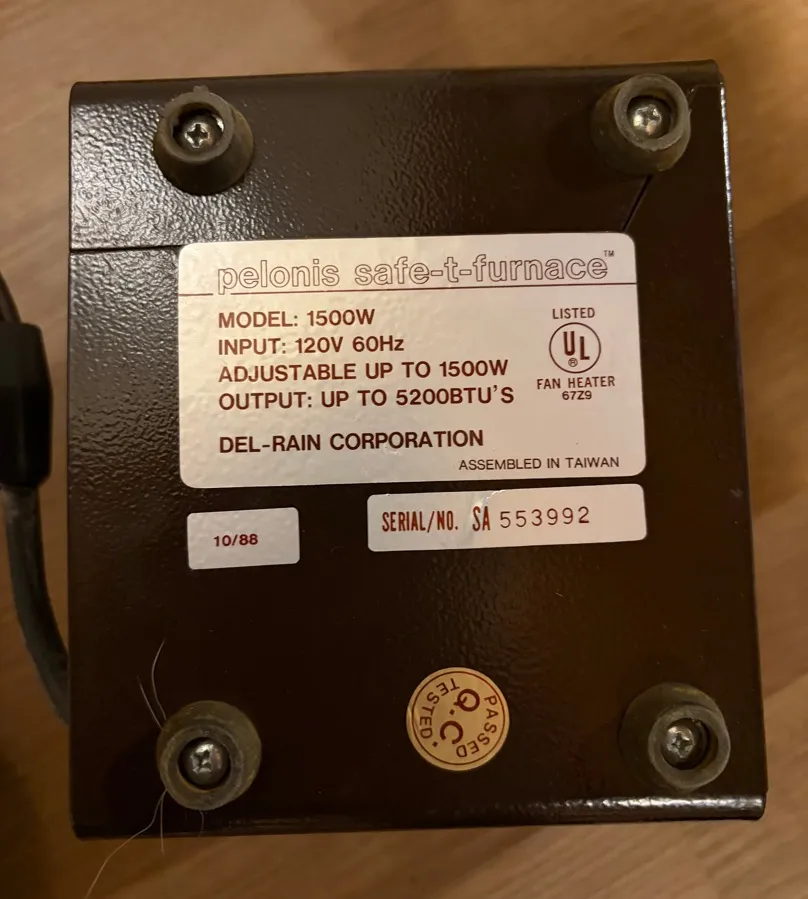 pelonis safe-t-furnace™
MODEL: 1500W
INPUT: 120V 60Hz
ADJUSTABLE UP TO 1500W
OUTPUT: UP TO 5200BTU'S
LISTED
UL®
FAN HEATER
67Z9
DEL-RAIN CORPORATION
ASSEMBLED IN TAIWAN
10/88
SERIAL/NO. SA 553992
PASSED
Q.C
TESTED.